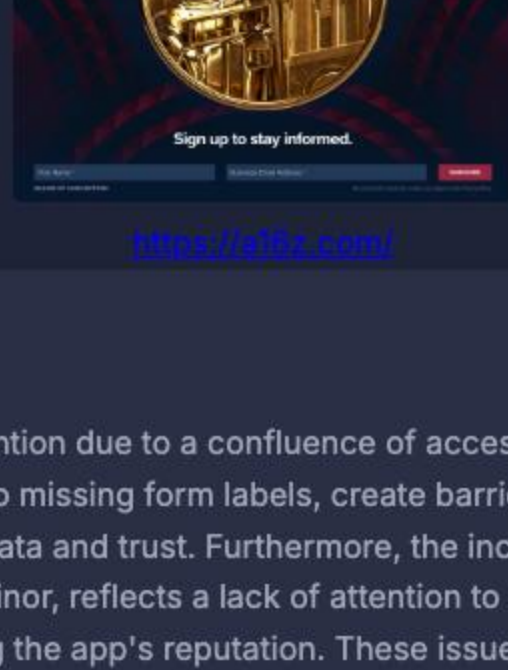 Sign up to stay informed.
https://a16z.com/
ntion due to a confluence of acces
o missing form labels, create barri
ata and trust. Furthermore, the inc
inor, reflects a lack of attention to
g the app's reputation. These issue